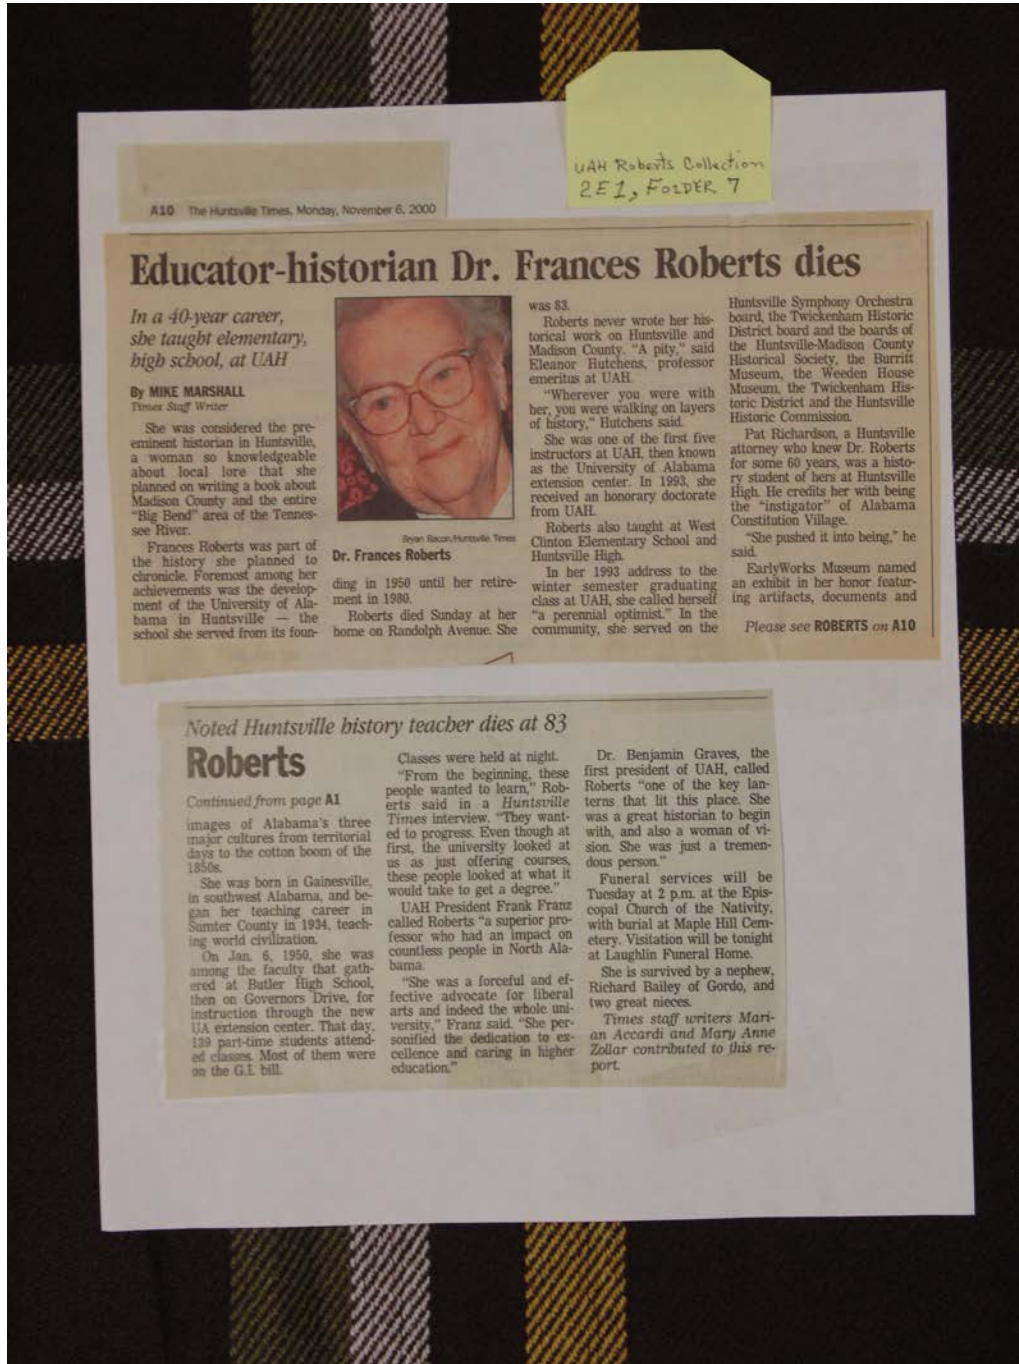 UAH Roberts Collection
2E1, FOLDER 7
A10 The Huntsville Times, Monday, November 6, 2000
Educator-historian Dr. Frances Roberts dies
In a 40-year career,
she taught elementary,
high school, at UAH
By MIKE MARSHALL
Times Staff Writer
She was considered the pre-
eminent historian in Huntsville,
a woman so knowledgeable
about local lore that she
planned on writing a book about
Madison County and the entire
"Big Bend" area of the Tennes-
see River.
Frances Roberts was part of
the history she planned to
chronicle. Foremost among her
achievements was the develop-
ment of the University of Ala-
bama in Huntsville — the
school she served from its foun-
Bryan Bacon/Huntsville Times
Dr. Frances Roberts
ding in 1950 until her retire-
ment in 1980.
Roberts died Sunday at her
home on Randolph Avenue. She
was 83.
Roberts never wrote her his-
torical work on Huntsville and
Madison County. "A pity," said
Eleanor Hutchens, professor
emeritus at UAH.
"Wherever you were with
her, you were walking on layers
of history," Hutchens said.
She was one of the first five
instructors at UAH, then known
as the University of Alabama
extension center. In 1993, she
received an honorary doctorate
from UAH.
Roberts also taught at West
Clinton Elementary School and
Huntsville High.
In her 1993 address to the
winter semester graduating
class at UAH, she called herself
"a perennial optimist." In the
community, she served on the
Huntsville Symphony Orchestra
board, the Twickenham Historic
District board and the boards of
the Huntsville-Madison County
Historical Society, the Burritt
Museum, the Weeden House
Museum, the Twickenham His-
toric District and the Huntsville
Historic Commission.
Pat Richardson, a Huntsville
attorney who knew Dr. Roberts
for some 60 years, was a histo-
ry student of hers at Huntsville
High. He credits her with being
the "instigator" of Alabama
Constitution Village.
"She pushed it into being," he
said.
EarlyWorks Museum named
an exhibit in her honor featur-
ing artifacts, documents and
Please see ROBERTS on A10
Noted Huntsville history teacher dies at 83
Roberts
Continued from page A1
images of Alabama's three
major cultures from territorial
days to the cotton boom of the
1850s.
She was born in Gainesville,
in southwest Alabama, and be-
gan her teaching career in
Sumter County in 1934, teach-
ing world civilization.
On Jan. 6, 1950, she was
among the faculty that gath-
ered at Butler High School,
then on Governors Drive, for
instruction through the new
UA extension center. That day,
139 part-time students attend-
ed classes. Most of them were
on the G.I. bill.
Classes were held at night.
"From the beginning, these
people wanted to learn," Rob-
erts said in a Huntsville
Times interview. "They want-
ed to progress. Even though at
first, the university looked at
us as just offering courses,
these people looked at what it
would take to get a degree."
UAH President Frank Franz
called Roberts "a superior pro-
fessor who had an impact on
countless people in North Ala-
bama.
"She was a forceful and ef-
fective advocate for liberal
arts and indeed the whole uni-
versity," Franz said. "She per-
sonified the dedication to ex-
cellence and caring in higher
education."
Dr. Benjamin Graves, the
first president of UAH, called
Roberts "one of the key lan-
terns that lit this place. She
was a great historian to begin
with, and also a woman of vi-
sion. She was just a tremen-
dous person."
Funeral services will be
Tuesday at 2 p.m. at the Epis-
copal Church of the Nativity,
with burial at Maple Hill Cem-
etery. Visitation will be tonight
at Laughlin Funeral Home.
She is survived by a nephew,
Richard Bailey of Gordo, and
two great nieces.
Times staff writers Mari-
an Accardi and Mary Anne
Zollar contributed to this re-
port.